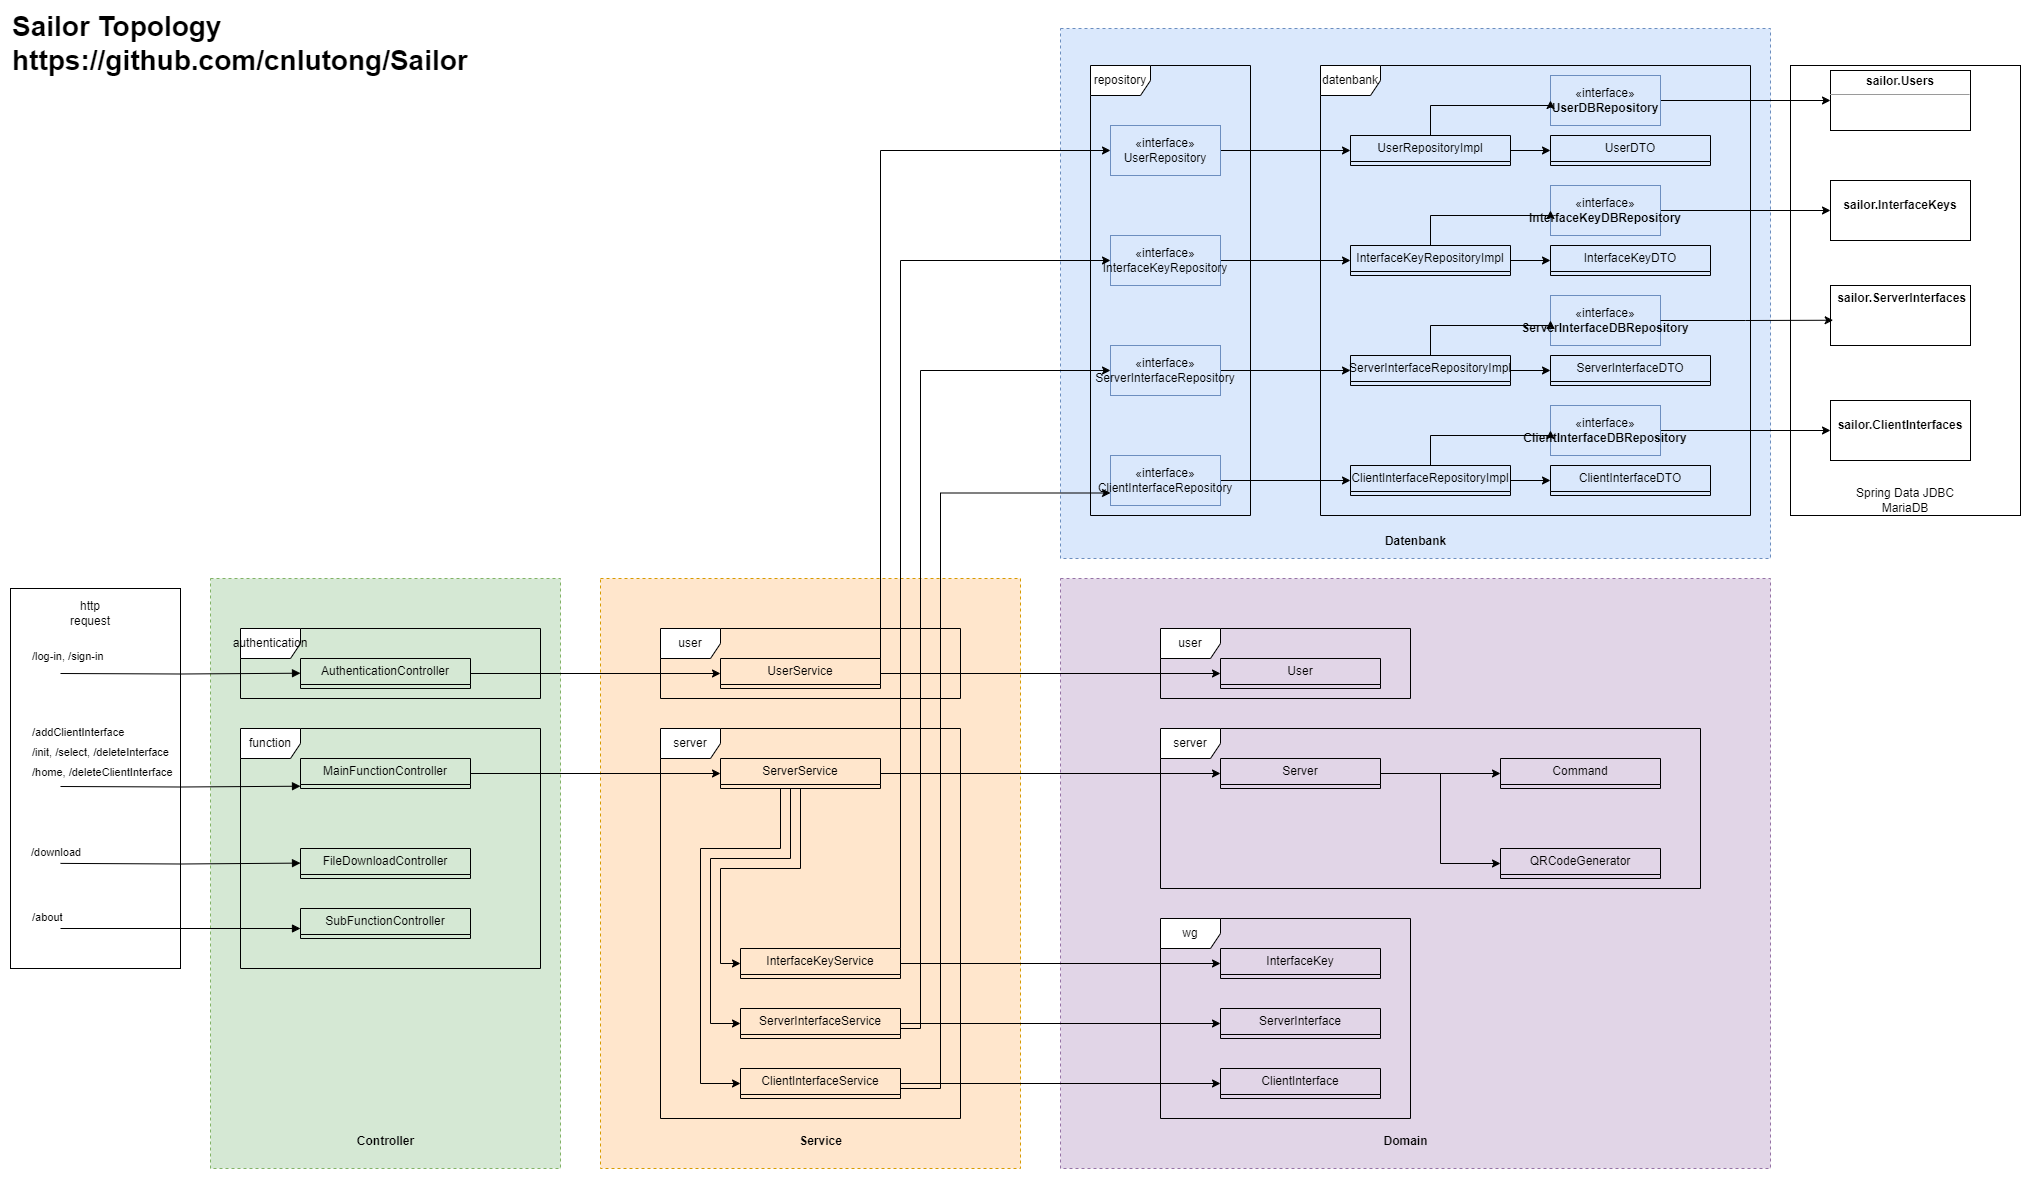 Sailor Topology
https://github.com/cnlutong/Sailor
repository
«interface»
UserRepository
«interface»
InterfaceKeyRepository
«interface»
ServerInterfaceRepository
«interface»
ClientInterfaceRepository
datenbank
«interface»
UserDBRepository
UserRepositoryImpl
UserDTO
«interface»
InterfaceKeyDBRepository
InterfaceKeyRepositoryImpl
InterfaceKeyDTO
«interface»
ServerInterfaceDBRepository
ServerInterfaceRepositoryImpl
ServerInterfaceDTO
«interface»
ClientInterfaceDBRepository
ClientInterfaceRepositoryImpl
ClientInterfaceDTO
Datenbank
sailor.Users
sailor.InterfaceKeys
sailor.ServerInterfaces
sailor.ClientInterfaces
Spring Data JDBC
MariaDB
http
request
/log-in, /sign-in
/addClientInterface
/init, /select, /deleteInterface
/home, /deleteClientInterface
/download
/about
authentication
AuthenticationController
function
MainFunctionController
FileDownloadController
SubFunctionController
Controller
user
UserService
server
ServerService
InterfaceKeyService
ServerInterfaceService
ClientInterfaceService
Service
user
User
server
Server
Command
QRCodeGenerator
wg
InterfaceKey
ServerInterface
ClientInterface
Domain